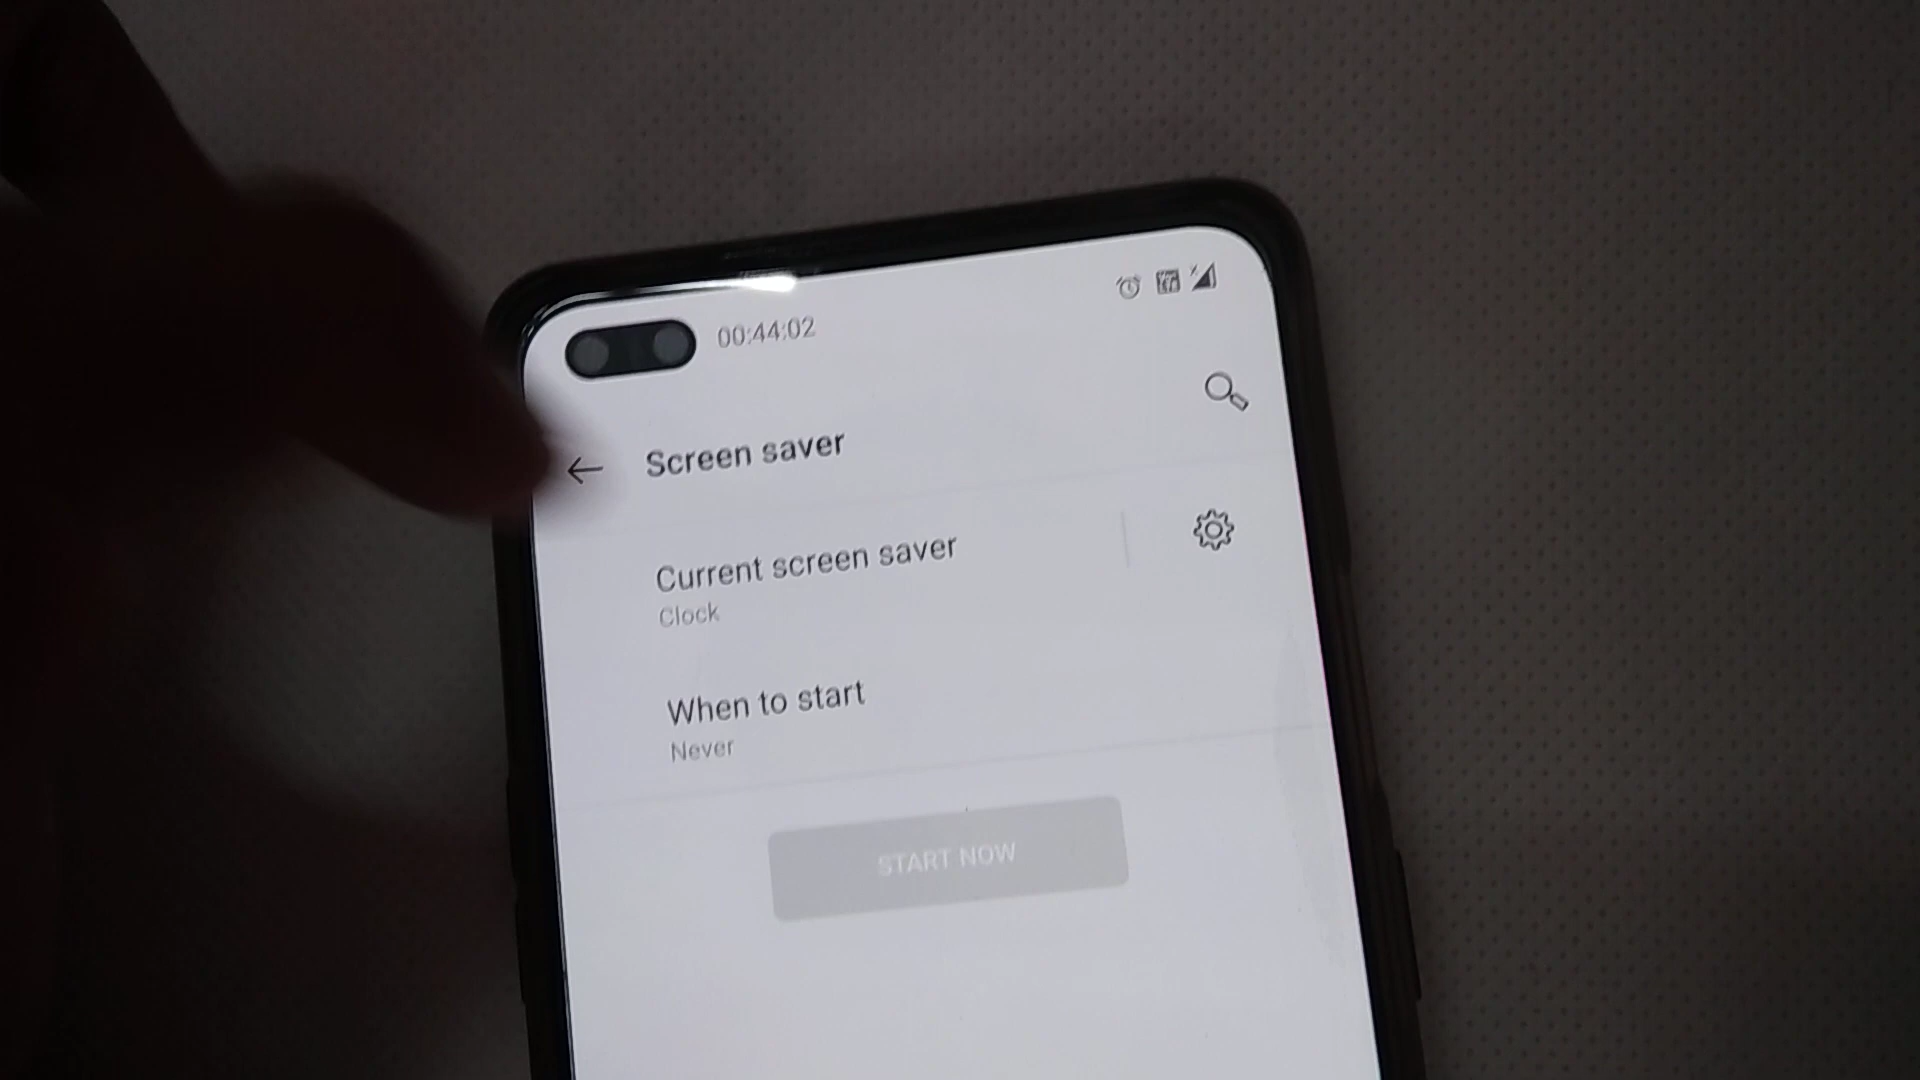 00:44:02
Screen saver
Current screen saver
Clock
When to start
Never
START NOW